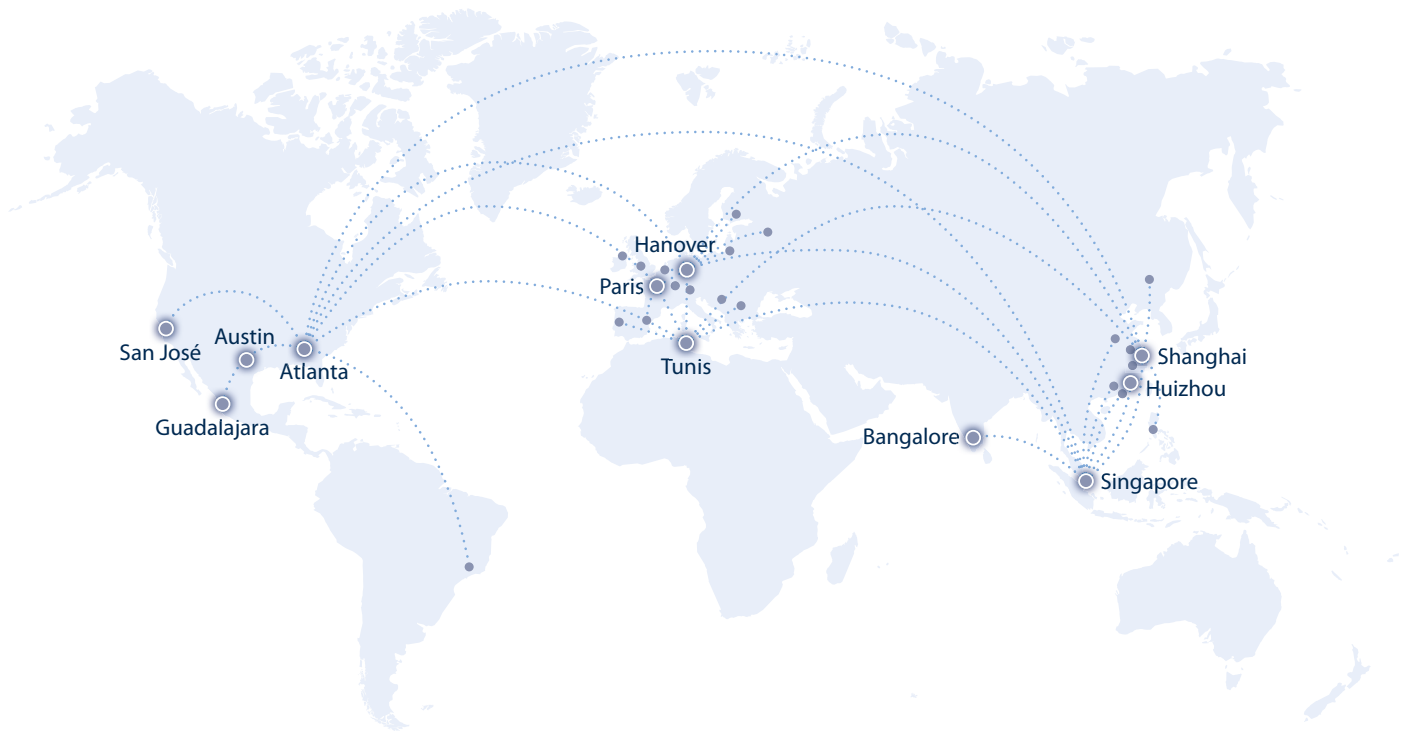 Hanover
Paris
Austin
San José
Shanghai
Tunis
Atlanta
Huizhou
Guadalajara
Bangalore
Singapore